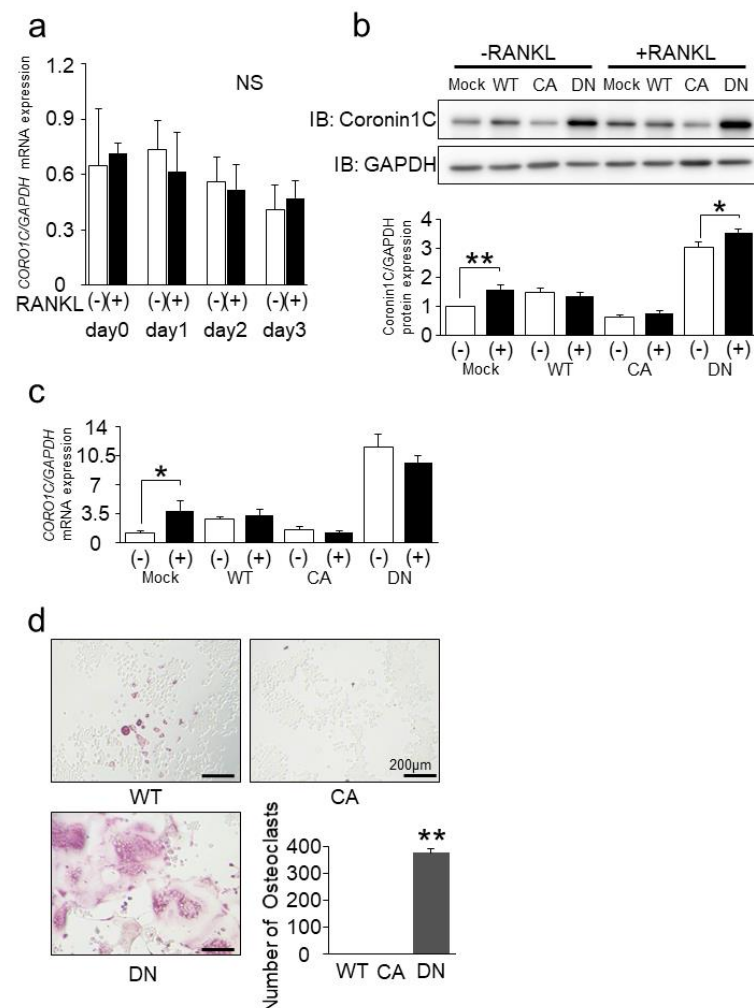 a
CORO1C/GAPDH mRNA expression
1.2
0.9
0.6
0.3
0
NS
RANKL (-)(+) (-)(+) (-)(+) (-)(+)
day0 day1 day2 day3
b
-RANKL +RANKL
Mock WT CA DN Mock WT CA DN
IB: Coronin1C
IB: GAPDH
Coronin1C/GAPDH
protein expression
4
3
2
1
0
** *
(-) (+) (-) (+) (-) (+) (-) (+)
Mock WT CA DN
c
CORO1C/GAPDH
mRNA expression
14
10.5
7
3.5
0
*
(-) (+) (-) (+) (-) (+) (-) (+)
Mock WT CA DN
d
200μm
WT CA
DN
Number of Osteoclasts
400
300
200
100
0
**
WT CA DN